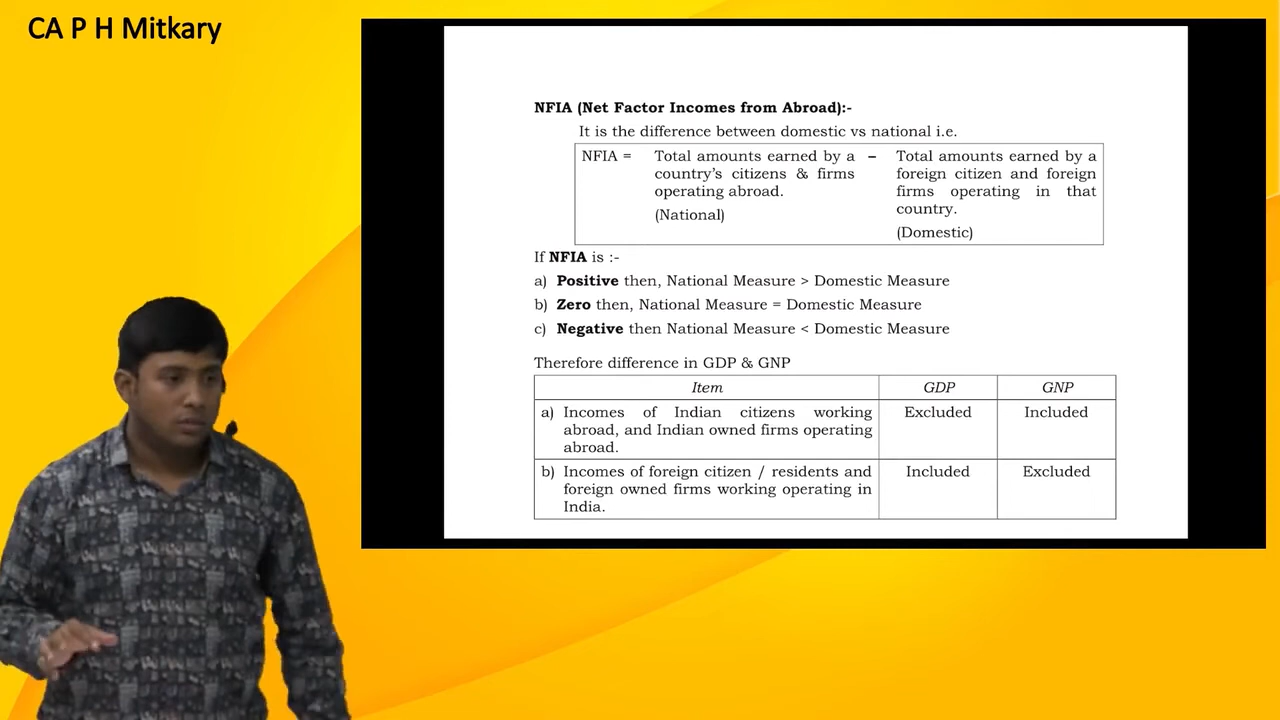 CA P H Mitkary
NFIA (Net Factor Incomes from Abroad):-
It is the difference between domestic vs national i.e.
NFIA = Total amounts earned by a – Total amounts earned by a
country's citizens & firms foreign citizen and foreign
operating abroad. firms operating in that
(National) country.
(Domestic)
If NFIA is :-
a) Positive then, National Measure > Domestic Measure
b) Zero then, National Measure = Domestic Measure
c) Negative then National Measure < Domestic Measure
Therefore difference in GDP & GNP
Item GDP GNP
a) Incomes of Indian citizens working Excluded Included
abroad, and Indian owned firms operating
abroad.
b) Incomes of foreign citizen / residents and Included Excluded
foreign owned firms working operating in
India.